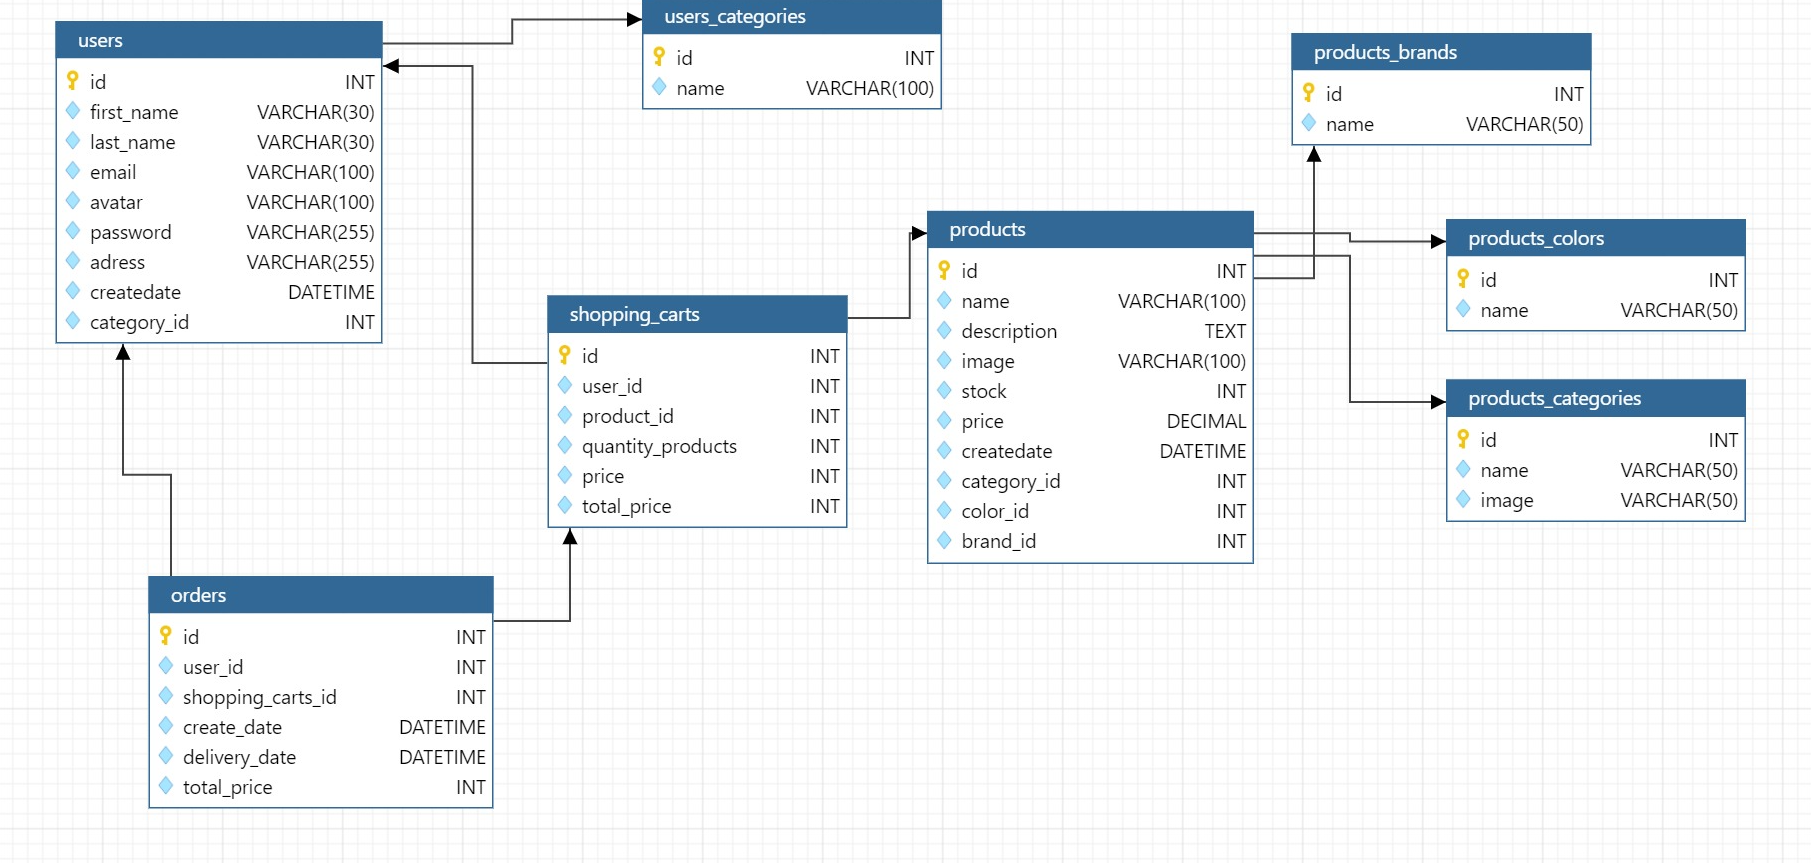 users
id INT
first_name VARCHAR(30)
last_name VARCHAR(30)
email VARCHAR(100)
avatar VARCHAR(100)
password VARCHAR(255)
adress VARCHAR(255)
createdate DATETIME
category_id INT
users_categories
id INT
name VARCHAR(100)
products_brands
id INT
name VARCHAR(50)
products
id INT
name VARCHAR(100)
description TEXT
image VARCHAR(100)
stock INT
price DECIMAL
createdate DATETIME
category_id INT
color_id INT
brand_id INT
products_colors
id INT
name VARCHAR(50)
products_categories
id INT
name VARCHAR(50)
image VARCHAR(50)
shopping_carts
id INT
user_id INT
product_id INT
quantity_products INT
price INT
total_price INT
orders
id INT
user_id INT
shopping_carts_id INT
create_date DATETIME
delivery_date DATETIME
total_price INT